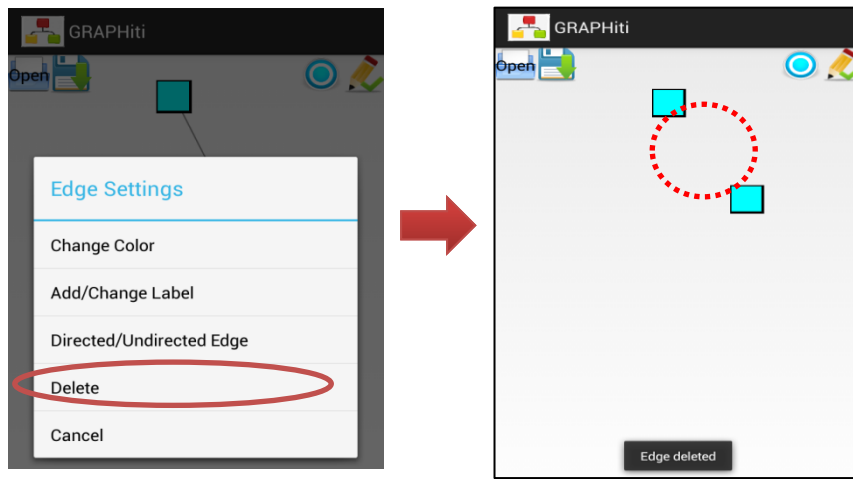 GRAPHiti
Open
Edge Settings
Change Color
Add/Change Label
Directed/Undirected Edge
Delete
Cancel
GRAPHiti
Open
Edge deleted